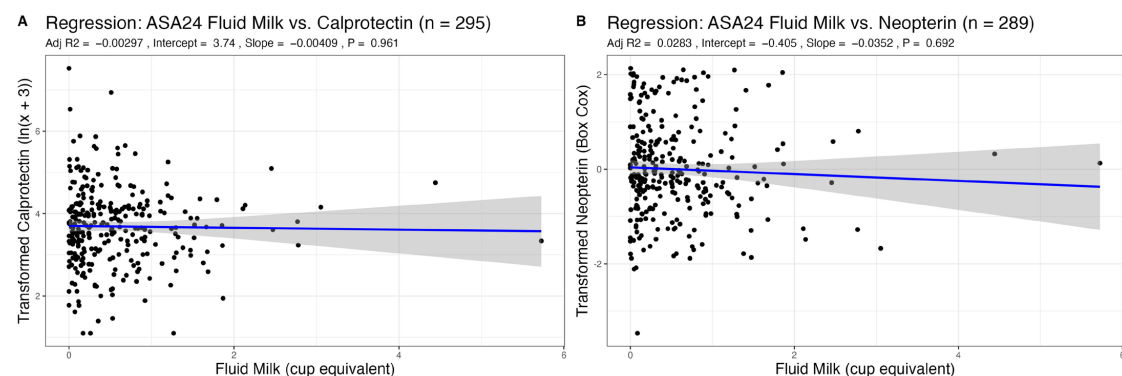 A Regression: ASA24 Fluid Milk vs. Calprotectin (n = 295)
Adj R2 = −0.00297 , Intercept = 3.74 , Slope = −0.00409 , P = 0.961
Transformed Calprotectin (ln(x + 3))
6
4
2
0 2 4 6
Fluid Milk (cup equivalent)
B Regression: ASA24 Fluid Milk vs. Neopterin (n = 289)
Adj R2 = 0.0283 , Intercept = −0.405 , Slope = −0.0352 , P = 0.692
Transformed Neopterin (Box Cox)
2
0
-2
0 2 4 6
Fluid Milk (cup equivalent)